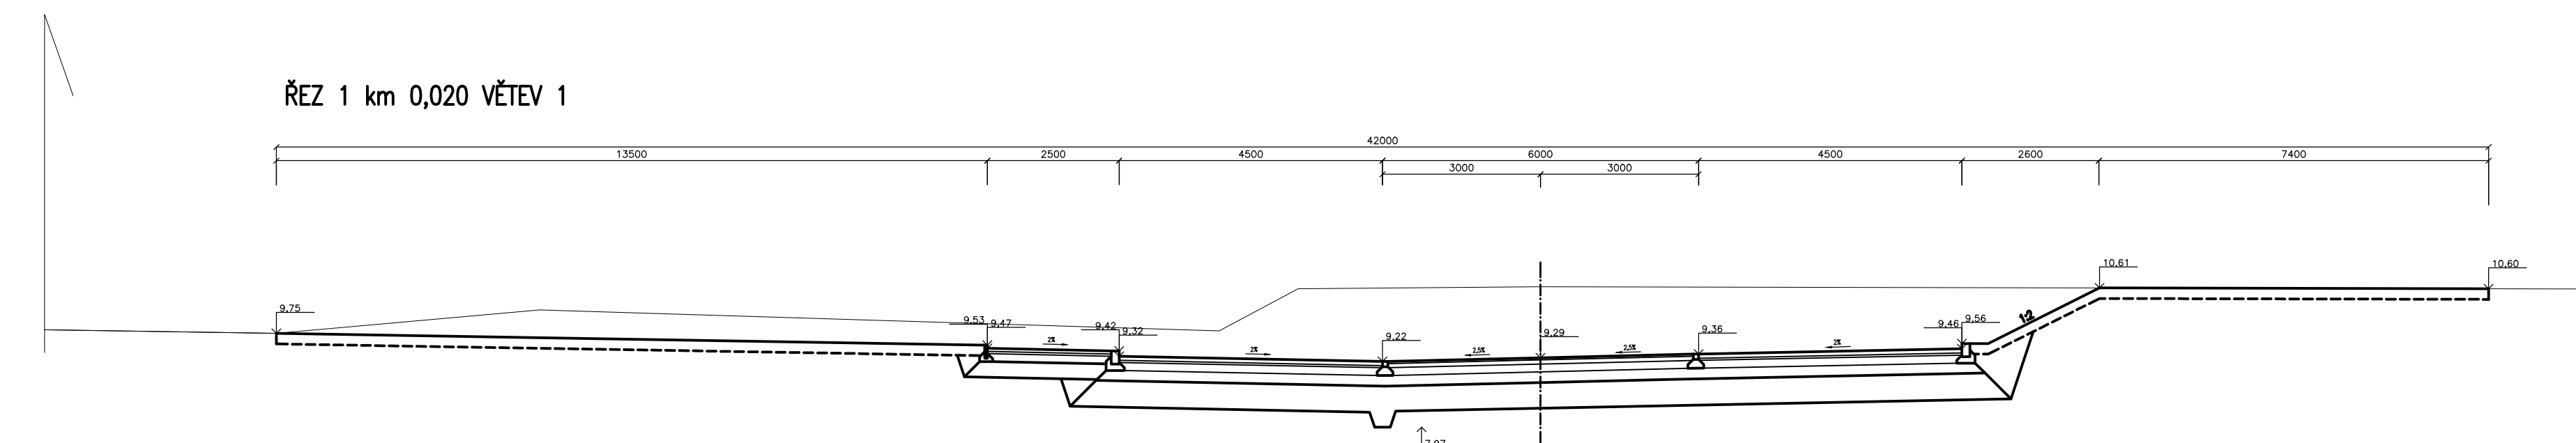 ŘEZ 1 km 0,020 VĚTEV 1
42000
13500 2500 4500 6000 4500 2600 7400
3000 3000
10,61 10,60
9,75 9,53 9,47 9,42 9,32 9,22 9,29 9,36 9,46 9,56
1:2
2% 2% 2,5% 2,5% 2%